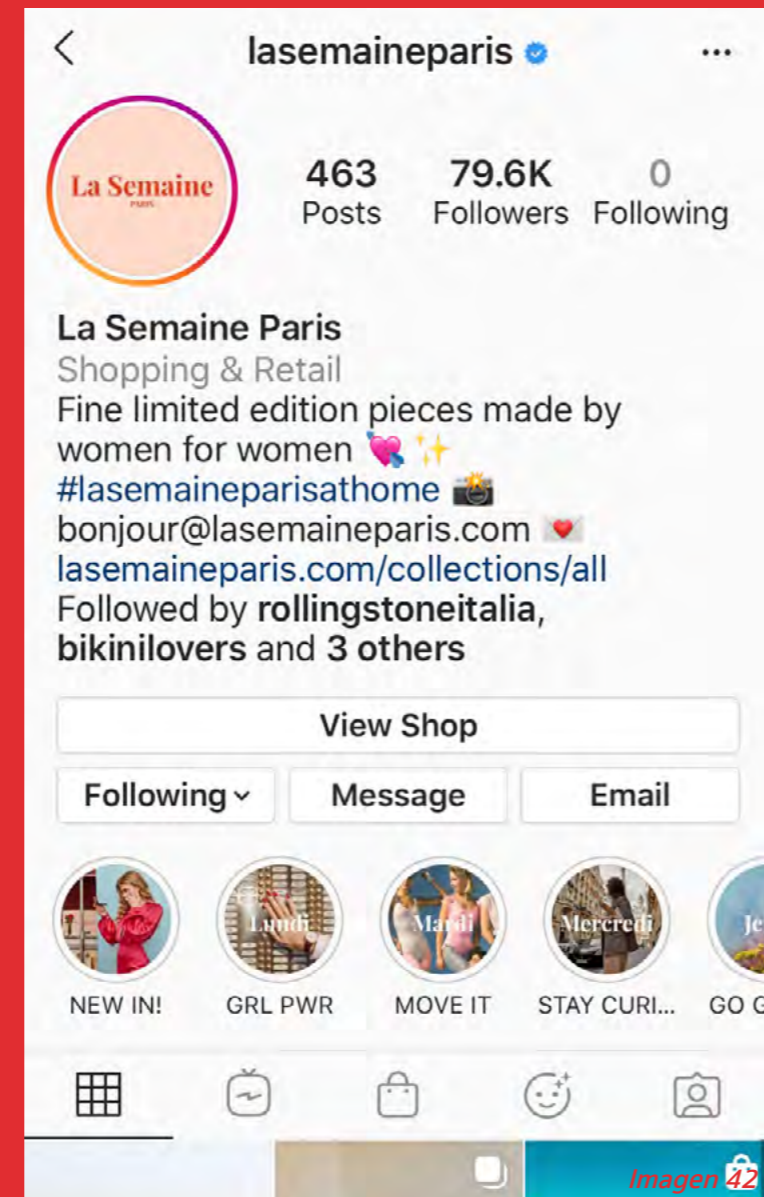 lasemaineparis
...
La Semaine
PARIS
463
Posts
79.6K
Followers
0
Following
La Semaine Paris
Shopping & Retail
Fine limited edition pieces made by
women for women 💘 ✨
#lasemaineparisathome 📸
bonjour@lasemaineparis.com 💌
lasemaineparis.com/collections/all
Followed by rollingstoneitalia,
bikinilovers and 3 others
View Shop
Following
Message
Email
Lundi
Mardi
Mercredi
Je
NEW IN!
GRL PWR
MOVE IT
STAY CURI...
GO G
Imagen 42